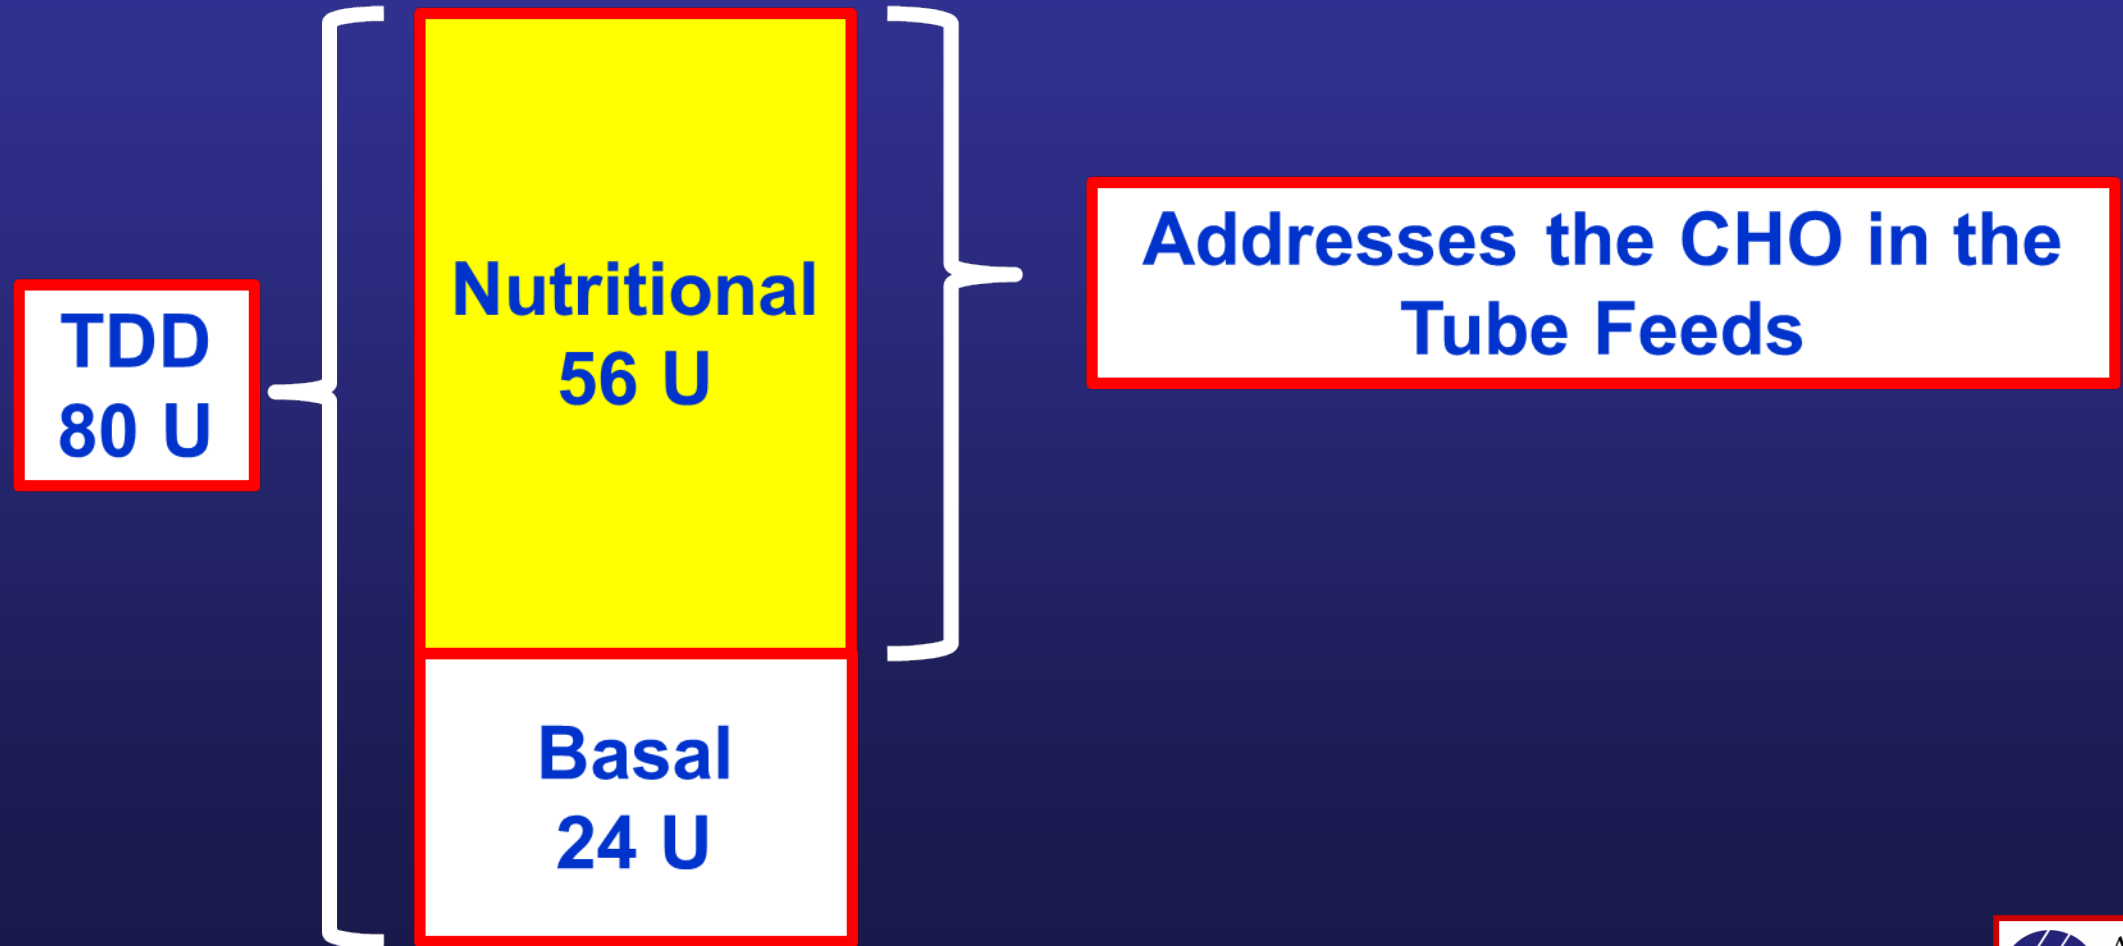 TDD
80 U
Nutritional
56 U
Addresses the CHO in the
Tube Feeds
Basal
24 U